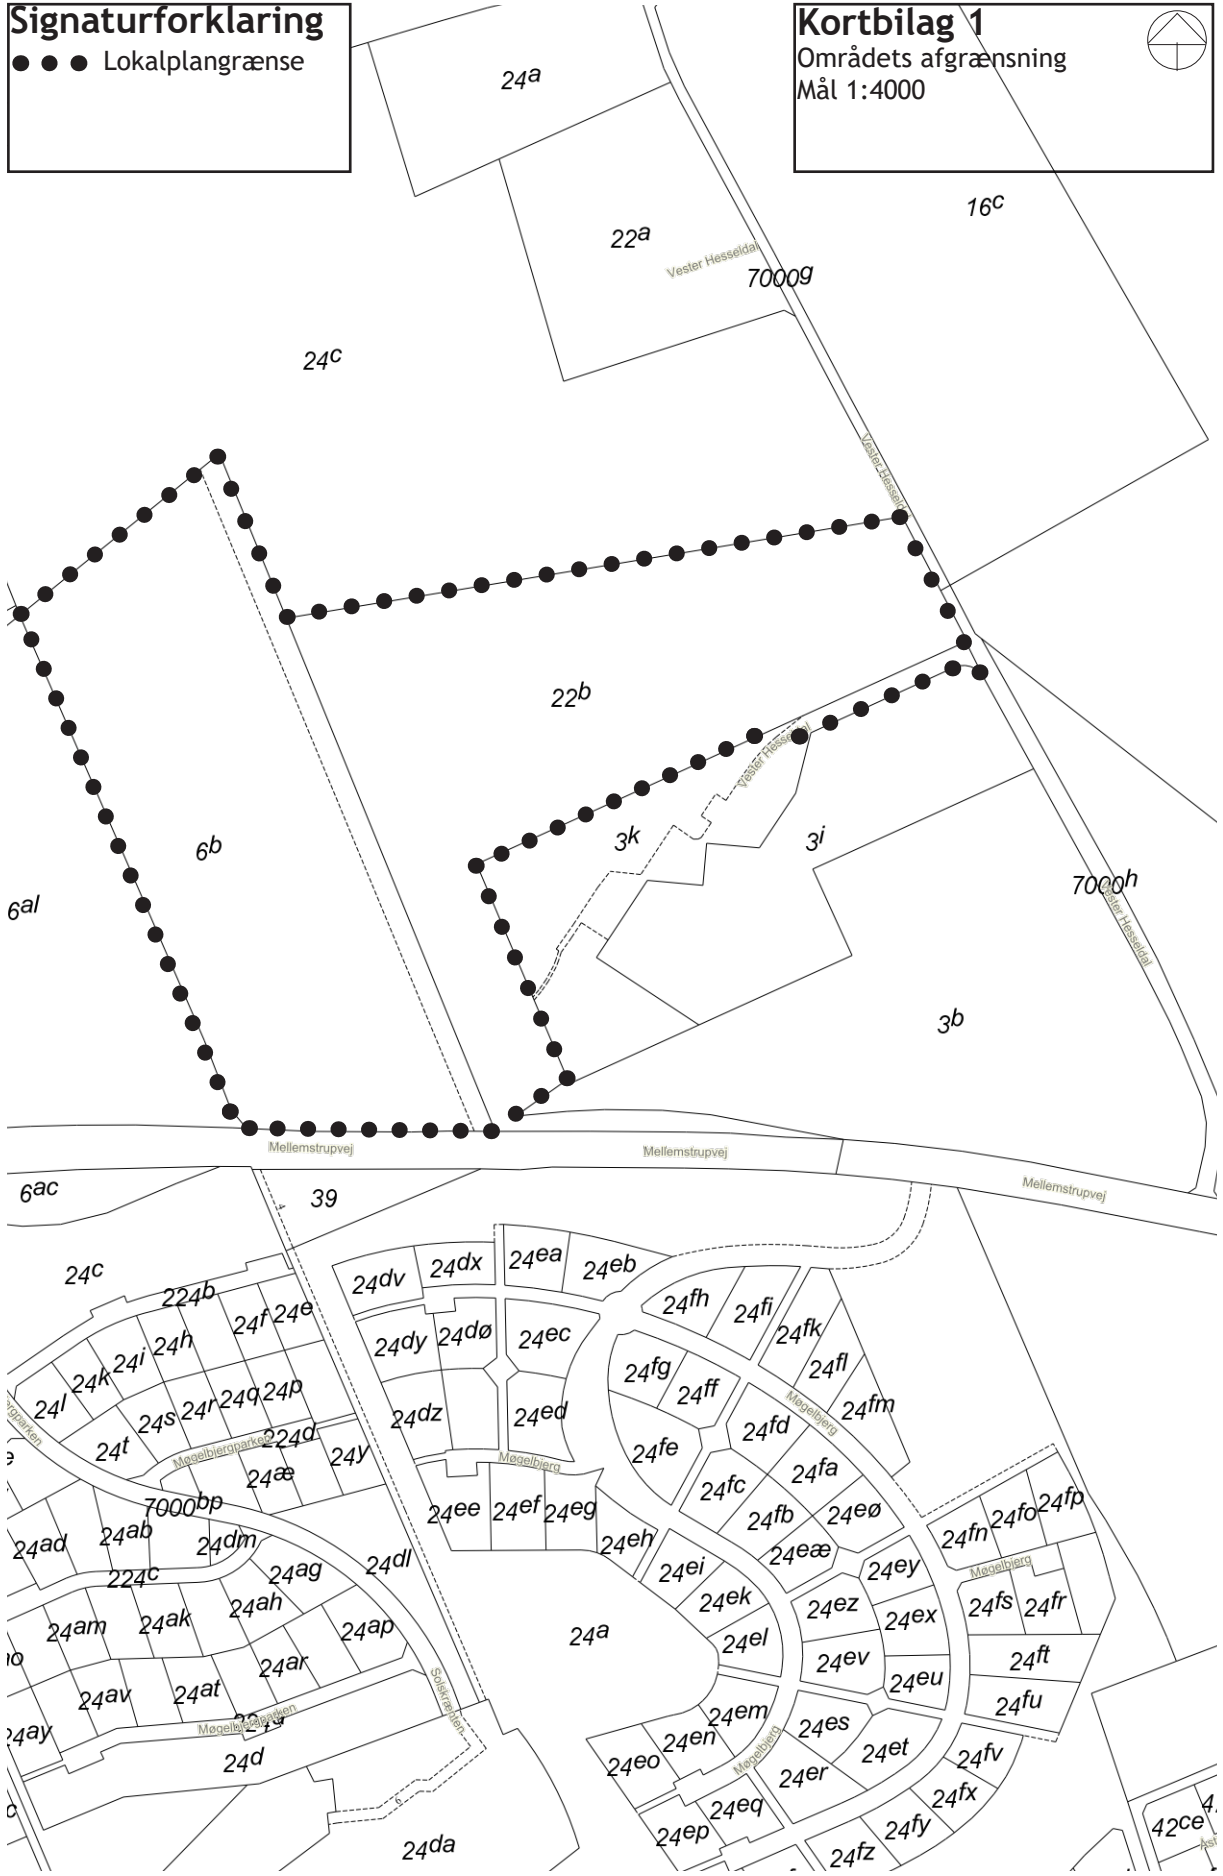 Signaturforklaring
Lokalplangrænse
Kortbilag 1
Områdets afgrænsning
Mål 1:4000
24a
16c
22a
Vester Hesseldal
7000g
24c
Vester Hesseldal
22b
Vester Hesseldal
6b
3k
3i
7000h
6al
Vester Hesseldal
3b
Mellemstrupvej
Mellemstrupvej
Mellemstrupvej
6ac
39
24c
224b
24dv
24dx
24ea
24eb
24fh
24fi
24fk
24f
24e
24h
24i
24k
24l
24dy
24dø
24ec
24fg
24ff
24fl
24fm
Møgelbjerg
24s
24r
24q
24p
24t
24dz
24ed
24fe
24fd
224d
24y
Møgelbjergparken
Møgelbjerg
24æ
24fc
24fa
24fb
24eø
24fn
24fo
24fp
7000bp
24ee
24ef
24eg
24eh
24eæ
24ad
24ab
24dm
24dl
24ag
224c
24ei
24ey
Møgelbjerg
24am
24ak
24ah
24ap
24ek
24ez
24ex
24fs
24fr
24a
24el
24ev
24ft
24ar
24av
24at
24eu
24fu
Solskrænten
24ay
Møgelbjergparken
24em
24es
24en
24et
24d
24eo
Møgelbjerg
24er
24fv
24fx
24eq
24ep
24fy
24fz
42ce
24da